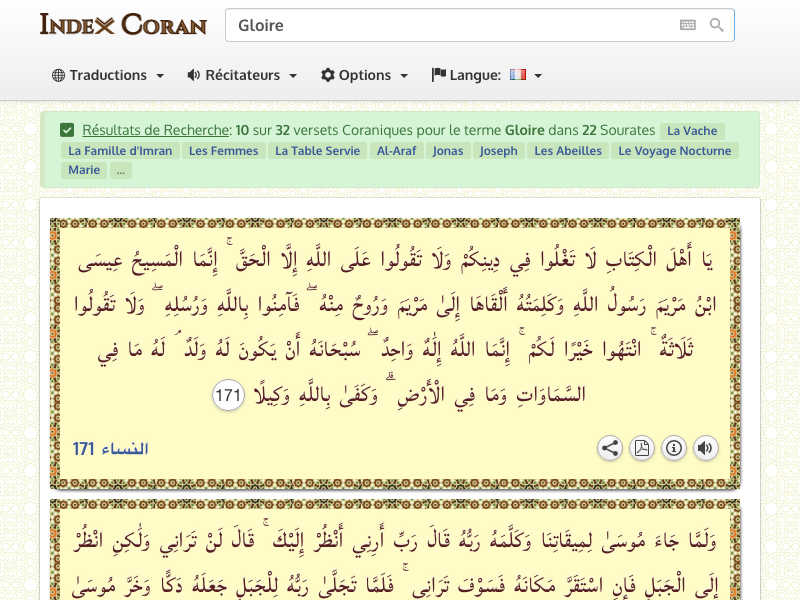 INDEX CORAN
Gloire
Traductions Récitateurs Options Langue:
Résultats de Recherche: 10 sur 32 versets Coraniques pour le terme Gloire dans 22 Sourates La Vache
La Famille d'Imran Les Femmes La Table Servie Al-Araf Jonas Joseph Les Abeilles Le Voyage Nocturne
Marie ...
يَا أَهْلَ الْكِتَابِ لَا تَغْلُوا فِي دِينِكُمْ وَلَا تَقُولُوا عَلَى اللَّهِ إِلَّا الْحَقَّ ۚ إِنَّمَا الْمَسِيحُ عِيسَى
ابْنُ مَرْيَمَ رَسُولُ اللَّهِ وَكَلِمَتُهُ أَلْقَاهَا إِلَىٰ مَرْيَمَ وَرُوحٌ مِنْهُ ۖ فَآمِنُوا بِاللَّهِ وَرُسُلِهِ ۖ وَلَا تَقُولُوا
ثَلَاثَةٌ ۚ انْتَهُوا خَيْرًا لَكُمْ ۚ إِنَّمَا اللَّهُ إِلَٰهٌ وَاحِدٌ ۖ سُبْحَانَهُ أَنْ يَكُونَ لَهُ وَلَدٌ ۘ لَهُ مَا فِي
السَّمَاوَاتِ وَمَا فِي الْأَرْضِ ۗ وَكَفَىٰ بِاللَّهِ وَكِيلًا 171
النساء 171
وَلَمَّا جَاءَ مُوسَىٰ لِمِيقَاتِنَا وَكَلَّمَهُ رَبُّهُ قَالَ رَبِّ أَرِنِي أَنْظُرْ إِلَيْكَ ۚ قَالَ لَنْ تَرَانِي وَلَٰكِنِ انْظُرْ
إِلَى الْجَبَلِ فَإِنِ اسْتَقَرَّ مَكَانَهُ فَسَوْفَ تَرَانِي ۚ فَلَمَّا تَجَلَّىٰ رَبُّهُ لِلْجَبَلِ جَعَلَهُ دَكًّا وَخَرَّ مُوسَىٰ